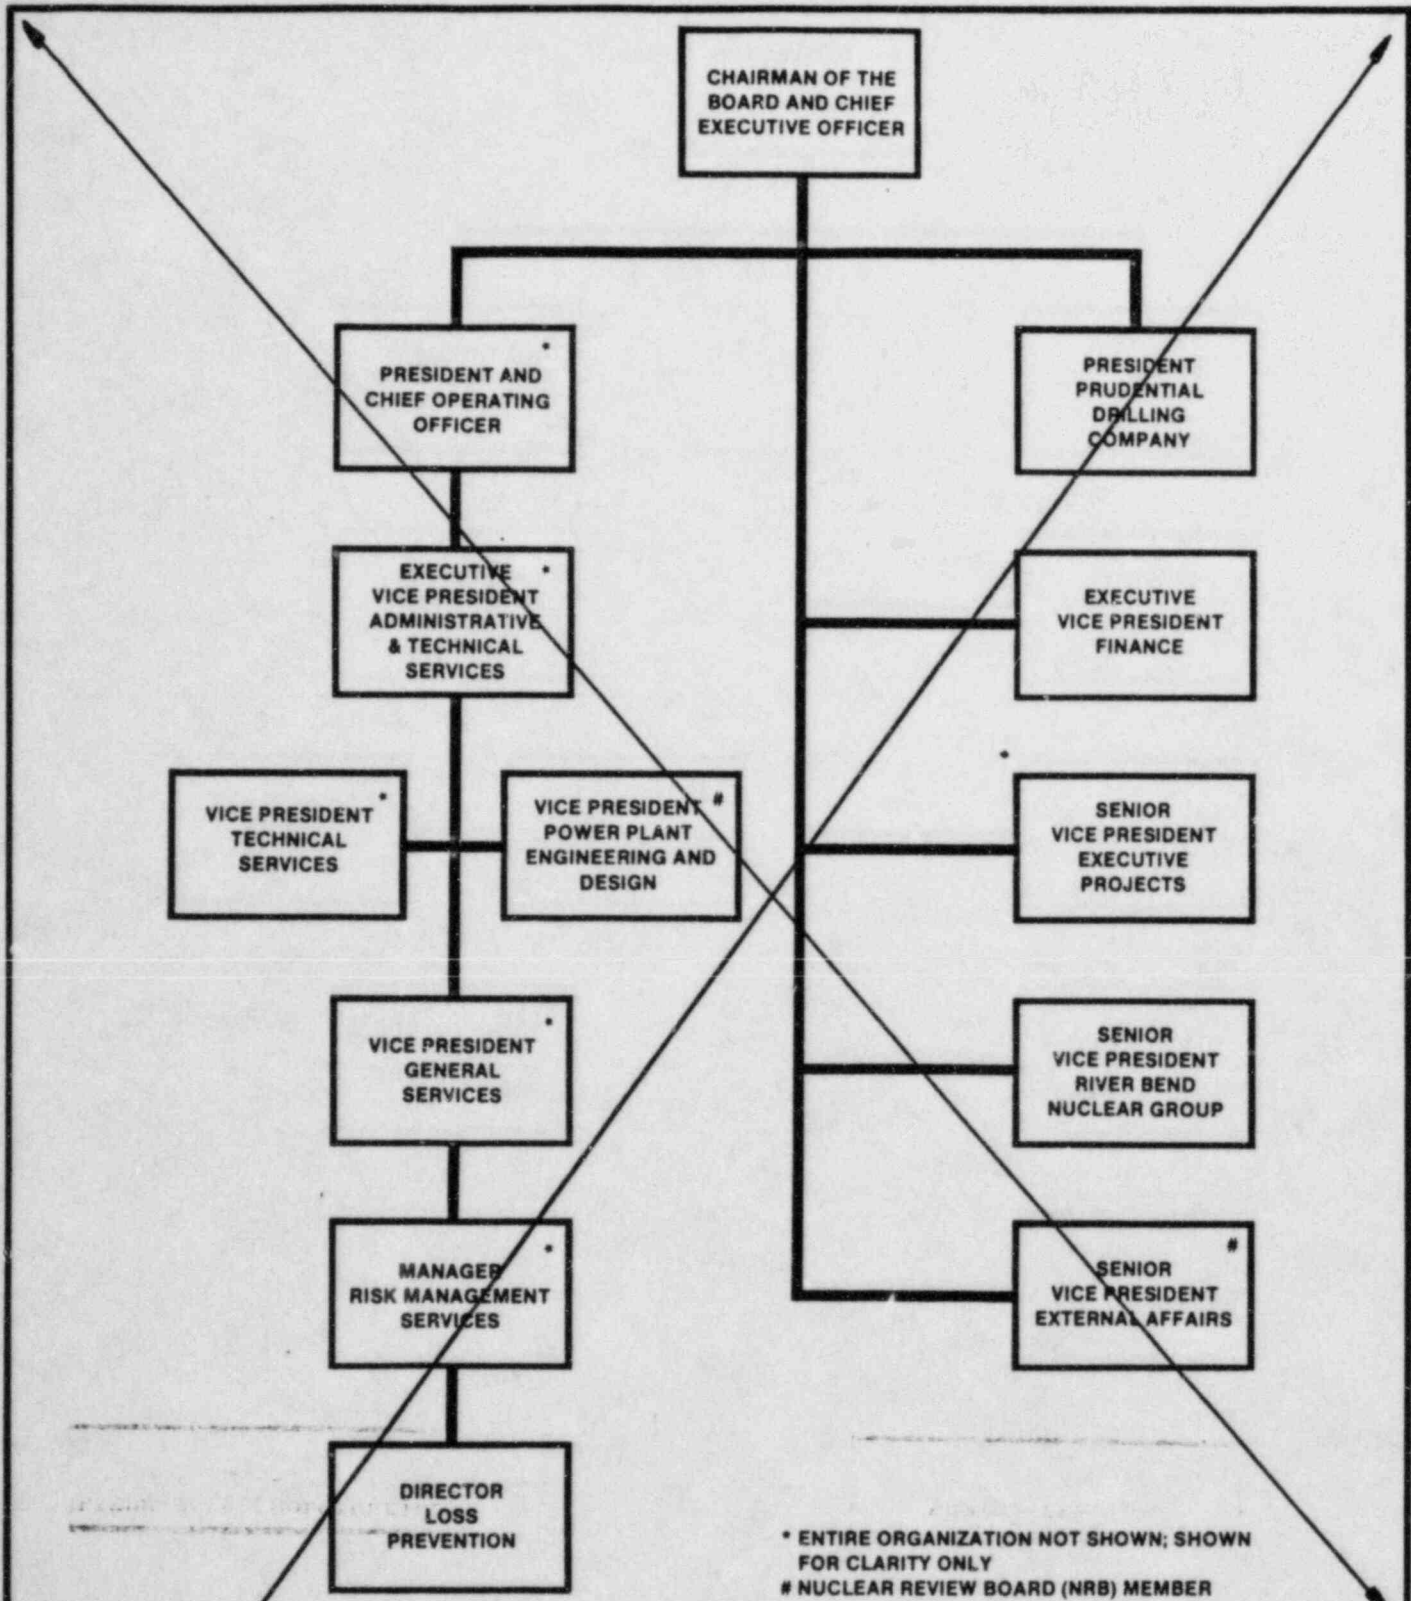 CHAIRMAN OF THE
BOARD AND CHIEF
EXECUTIVE OFFICER
PRESIDENT AND *
CHIEF OPERATING
OFFICER
PRESIDENT
PRUDENTIAL
DRILLING
COMPANY
EXECUTIVE *
VICE PRESIDENT
ADMINISTRATIVE
& TECHNICAL
SERVICES
EXECUTIVE
VICE PRESIDENT
FINANCE
VICE PRESIDENT *
TECHNICAL
SERVICES
VICE PRESIDENT #
POWER PLANT
ENGINEERING AND
DESIGN
SENIOR
VICE PRESIDENT
EXECUTIVE
PROJECTS
VICE PRESIDENT *
GENERAL
SERVICES
SENIOR
VICE PRESIDENT
RIVER BEND
NUCLEAR GROUP
MANAGER *
RISK MANAGEMENT
SERVICES
SENIOR #
VICE PRESIDENT
EXTERNAL AFFAIRS
DIRECTOR
LOSS
PREVENTION
* ENTIRE ORGANIZATION NOT SHOWN; SHOWN
FOR CLARITY ONLY
# NUCLEAR REVIEW BOARD (NRB) MEMBER